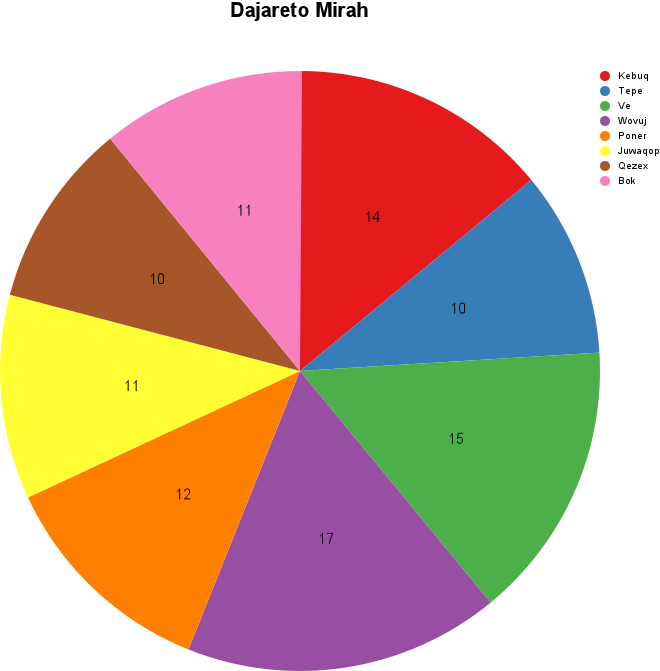 Dajareto Mirah
Kebuq
Tepe
Ve
Wovuj
Poner
Juwaqop
Qezex
Bok
11
14
10
10
11
15
12
17